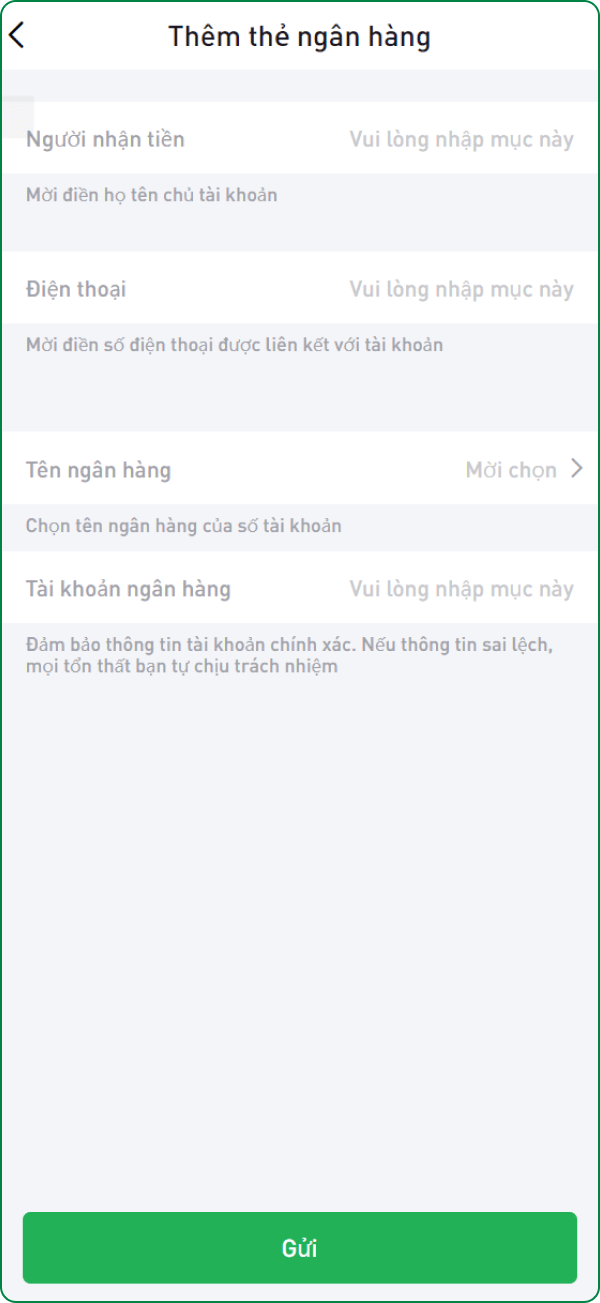 Thêm thẻ ngân hàng
Người nhận tiền Vui lòng nhập mục này
Mời điền họ tên chủ tài khoản
Điện thoại Vui lòng nhập mục này
Mời điền số điện thoại được liên kết với tài khoản
Tên ngân hàng Mời chọn
Chọn tên ngân hàng của số tài khoản
Tài khoản ngân hàng Vui lòng nhập mục này
Đảm bảo thông tin tài khoản chính xác. Nếu thông tin sai lệch,
mọi tổn thất bạn tự chịu trách nhiệm
Gửi